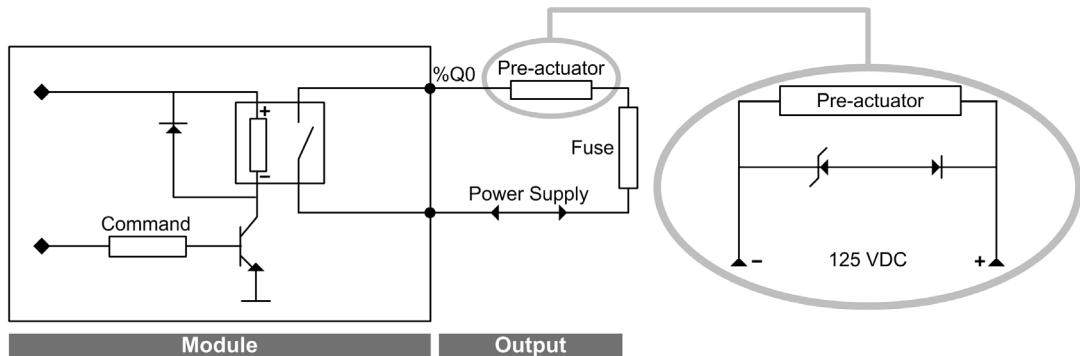 %Q0
Pre-actuator
Pre-actuator
+
Fuse
−
Power Supply
Command
− 125 VDC +
Module
Output